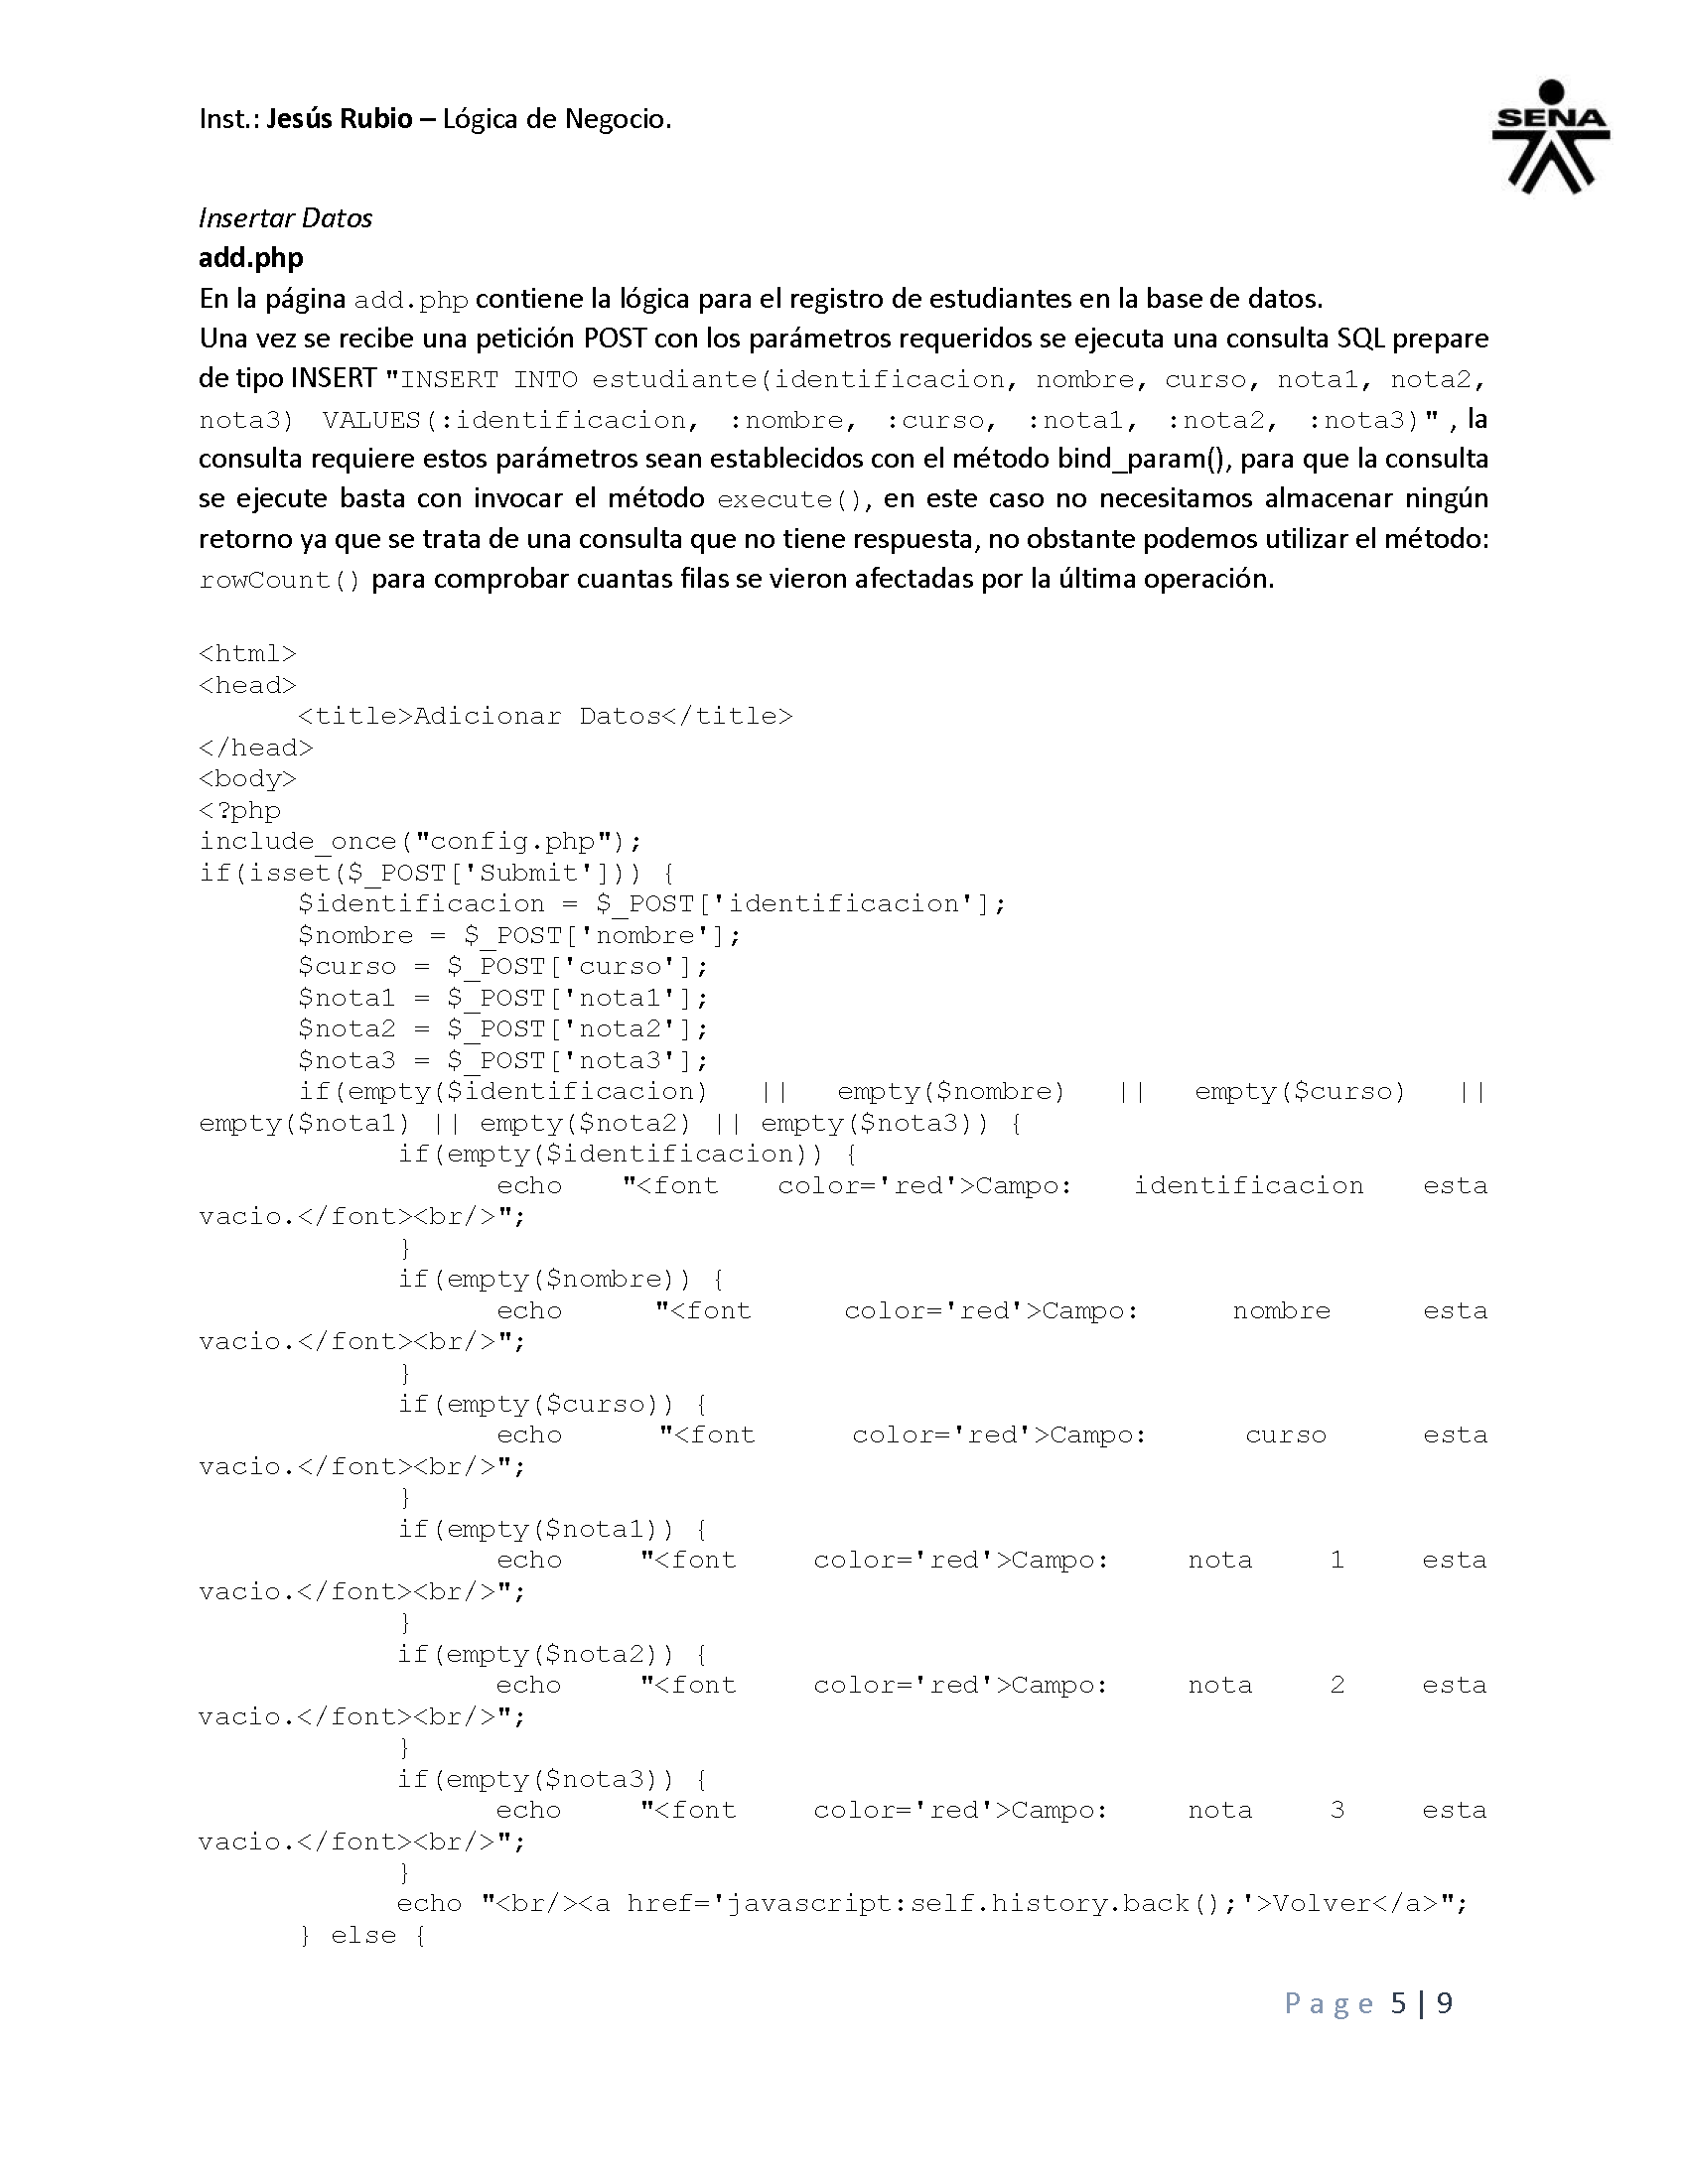 Inst.: Jesús Rubio – Lógica de Negocio.
SENA
Insertar Datos
add.php
En la página add.php contiene la lógica para el registro de estudiantes en la base de datos.
Una vez se recibe una petición POST con los parámetros requeridos se ejecuta una consulta SQL prepare
de tipo INSERT "INSERT INTO estudiante(identificacion, nombre, curso, nota1, nota2,
nota3) VALUES(:identificacion, :nombre, :curso, :nota1, :nota2, :nota3)" , la
consulta requiere estos parámetros sean establecidos con el método bind_param(), para que la consulta
se ejecute basta con invocar el método execute(), en este caso no necesitamos almacenar ningún
retorno ya que se trata de una consulta que no tiene respuesta, no obstante podemos utilizar el método:
rowCount() para comprobar cuantas filas se vieron afectadas por la última operación.
<html>
<head>
<title>Adicionar Datos</title>
</head>
<body>
<?php
include_once("config.php");
if(isset($_POST['Submit'])) {
$identificacion = $_POST['identificacion'];
$nombre = $_POST['nombre'];
$curso = $_POST['curso'];
$nota1 = $_POST['nota1'];
$nota2 = $_POST['nota2'];
$nota3 = $_POST['nota3'];
if(empty($identificacion) || empty($nombre) || empty($curso) ||
empty($nota1) || empty($nota2) || empty($nota3)) {
if(empty($identificacion)) {
echo "<font color='red'>Campo: identificacion esta
vacio.</font><br/>";
}
if(empty($nombre)) {
echo "<font color='red'>Campo: nombre esta
vacio.</font><br/>";
}
if(empty($curso)) {
echo "<font color='red'>Campo: curso esta
vacio.</font><br/>";
}
if(empty($nota1)) {
echo "<font color='red'>Campo: nota 1 esta
vacio.</font><br/>";
}
if(empty($nota2)) {
echo "<font color='red'>Campo: nota 2 esta
vacio.</font><br/>";
}
if(empty($nota3)) {
echo "<font color='red'>Campo: nota 3 esta
vacio.</font><br/>";
}
echo "<br/><a href='javascript:self.history.back();'>Volver</a>";
} else {
Page 5 | 9